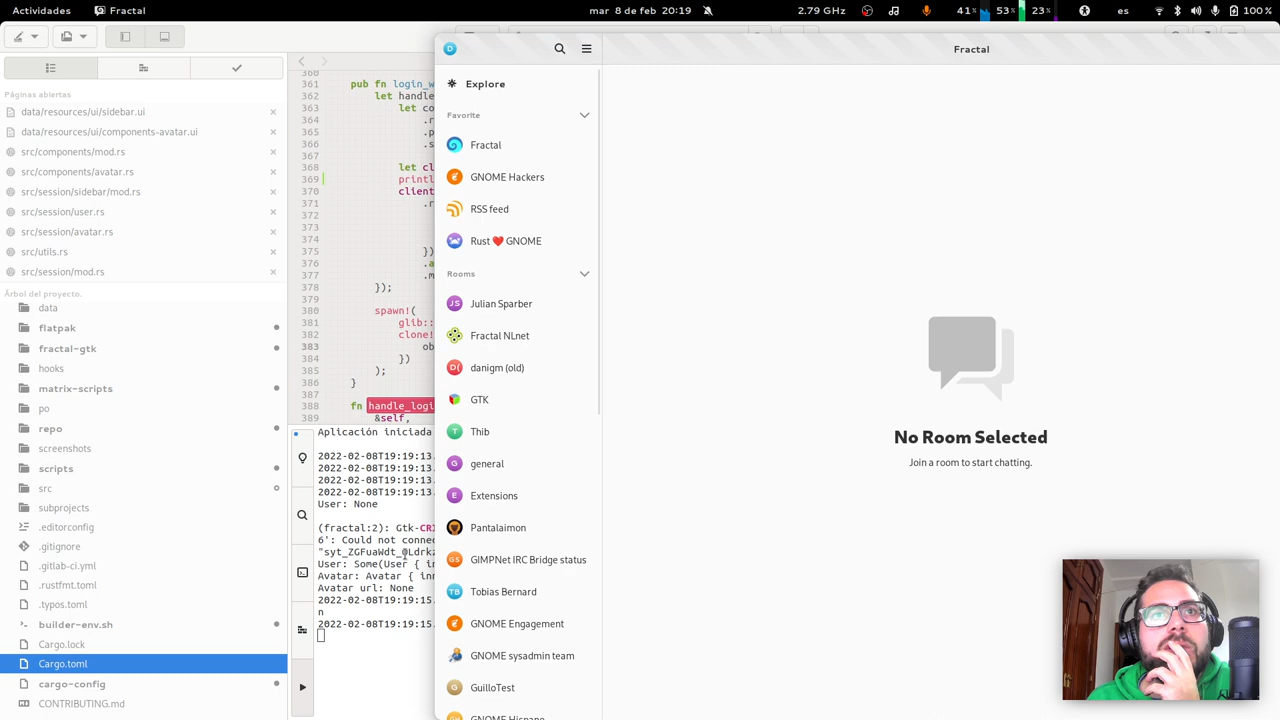 Actividades
Fractal
mar 8 de feb 20:19
2.79 GHz
41%
53%
23%
es
100 %
Páginas abiertas
data/resources/ui/sidebar.ui
data/resources/ui/components-avatar.ui
src/components/mod.rs
src/components/avatar.rs
src/session/sidebar/mod.rs
src/session/user.rs
src/session/avatar.rs
src/utils.rs
src/session/mod.rs
Árbol del proyecto.
data
flatpak
fractal-gtk
hooks
matrix-scripts
po
repo
screenshots
scripts
src
subprojects
.editorconfig
.gitignore
.gitlab-ci.yml
.rustfmt.toml
.typos.toml
builder-env.sh
Cargo.lock
Cargo.toml
cargo-config
CONTRIBUTING.md
360
361 pub fn login_w
362 let handle
363 let co
364 .r
365 .p
366 .s
367
368 let cl
369 printl
370 client
371 .r
372
373
374
375 })
376 .a
377 .m
378 });
379
380 spawn!(
381 glib::
382 clone!
383 ob
384 })
385 );
386 }
387
388 fn handle_logi
389 &self,
Aplicación iniciada
2022-02-08T19:19:13.
2022-02-08T19:19:13.
2022-02-08T19:19:13.
2022-02-08T19:19:13.
User: None
(fractal:2): Gtk-CRI
6': Could not connec
User: Some(User { in
Avatar: Avatar { inn
Avatar url: None
2022-02-08T19:19:15.
n
2022-02-08T19:19:15.
D
Explore
Favorite
Fractal
GNOME Hackers
RSS feed
Rust ❤️ GNOME
Rooms
JS Julian Sparber
Fractal NLnet
D( danigm (old)
GTK
T Thib
G general
E Extensions
Pantalaimon
GS GIMPNet IRC Bridge status
TB Tobias Bernard
GNOME Engagement
GNOME sysadmin team
G GuilloTest
GNOME Hispano
Fractal
No Room Selected
Join a room to start chatting.